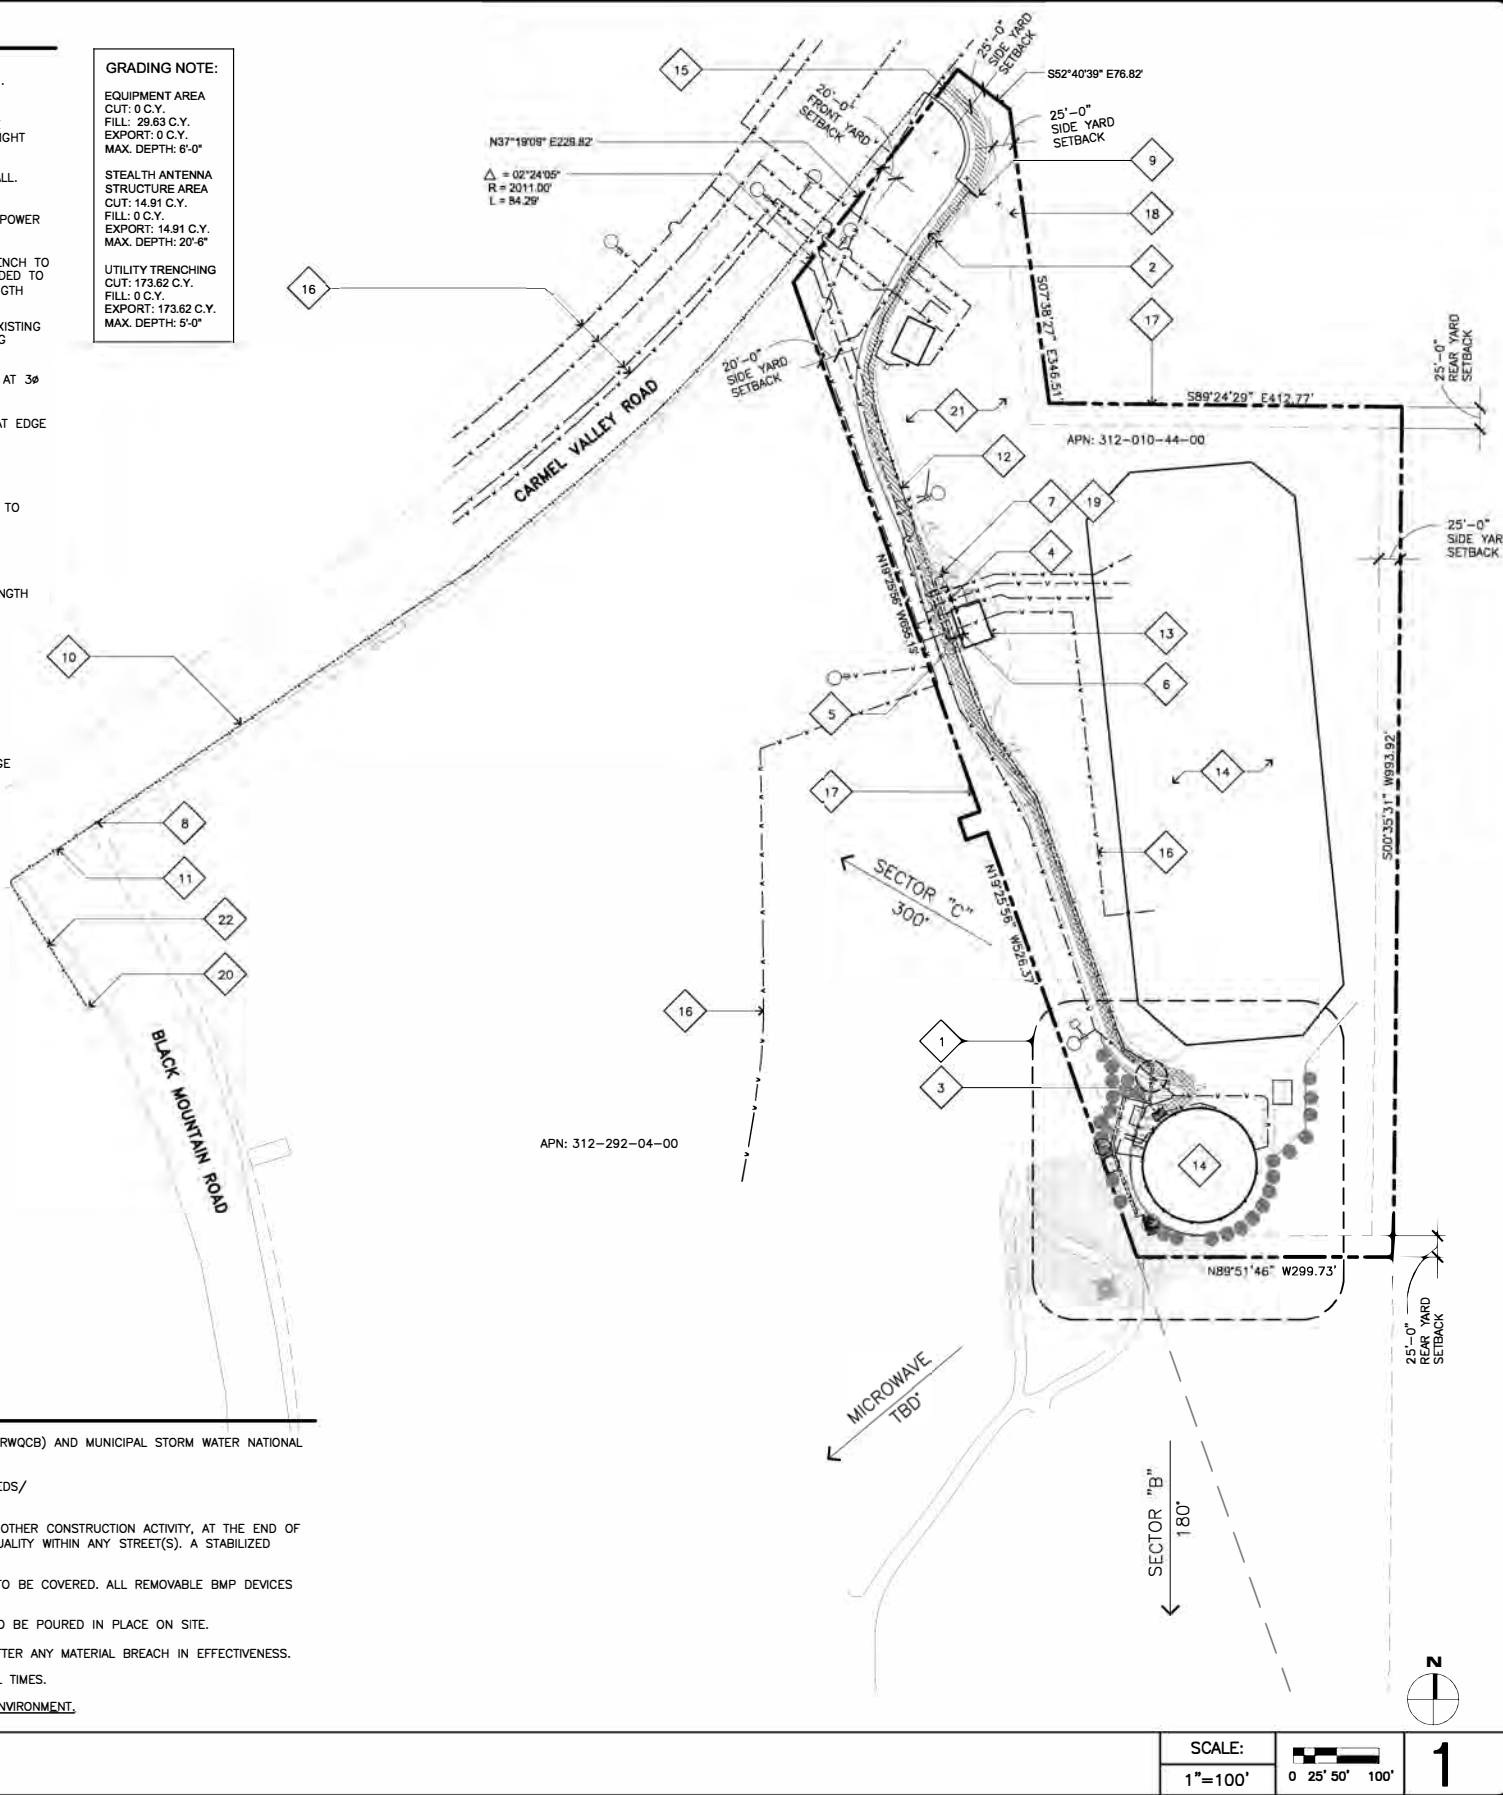 GRADING NOTE:
EQUIPMENT AREA
CUT: 0 C.Y.
FILL: 29.63 C.Y.
EXPORT: 0 C.Y.
MAX. DEPTH: 6'-0"
STEALTH ANTENNA
STRUCTURE AREA
CUT: 14.91 C.Y.
FILL: 0 C.Y.
EXPORT: 14.91 C.Y.
MAX. DEPTH: 20'-6"
UTILITY TRENCHING
CUT: 173.62 C.Y.
FILL: 0 C.Y.
EXPORT: 173.62 C.Y.
MAX. DEPTH: 5'-0"
POWER
TO
DED TO
XISTING
AT 3ø
AT EDGE
TO
15
25'-0"
SIDE YARD
SETBACK
S52°40'39" E76.82'
20'-0"
FRONT YARD
SETBACK
25'-0"
SIDE YARD
SETBACK
N37°19'09" E229.82'
△ = 02°24'05"
R = 2011.00'
L = 84.29'
9
18
2
17
16
S07°38'27" E346.51'
20'-0"
SIDE YARD
SETBACK
25'-0"
REAR YARD
SETBACK
S89°24'29" E412.77'
21
APN: 312-010-44-00
CARMEL VALLEY ROAD
12
7
19
4
25'-0"
SIDE YAR
SETBACK
N19°25'56" W655.15'
13
6
10
5
14
17
S00°35'31" W993.92'
8
11
16
SECTOR "C"
300°
N19°25'56" W526.37'
22
20
16
1
3
BLACK MOUNTAIN ROAD
APN: 312-292-04-00
14
N89°51'46" W299.73'
25'-0"
REAR YARD
SETBACK
MICROWAVE
TBD°
SECTOR "B"
180°
RWQCB) AND MUNICIPAL STORM WATER NATIONAL
EDS/
OTHER CONSTRUCTION ACTIVITY, AT THE END OF
UALITY WITHIN ANY STREET(S). A STABILIZED
TO BE COVERED. ALL REMOVABLE BMP DEVICES
O BE POURED IN PLACE ON SITE.
TER ANY MATERIAL BREACH IN EFFECTIVENESS.
L TIMES.
NVIRONMENT.
N
SCALE:
1"=100'
0 25' 50' 100'
1